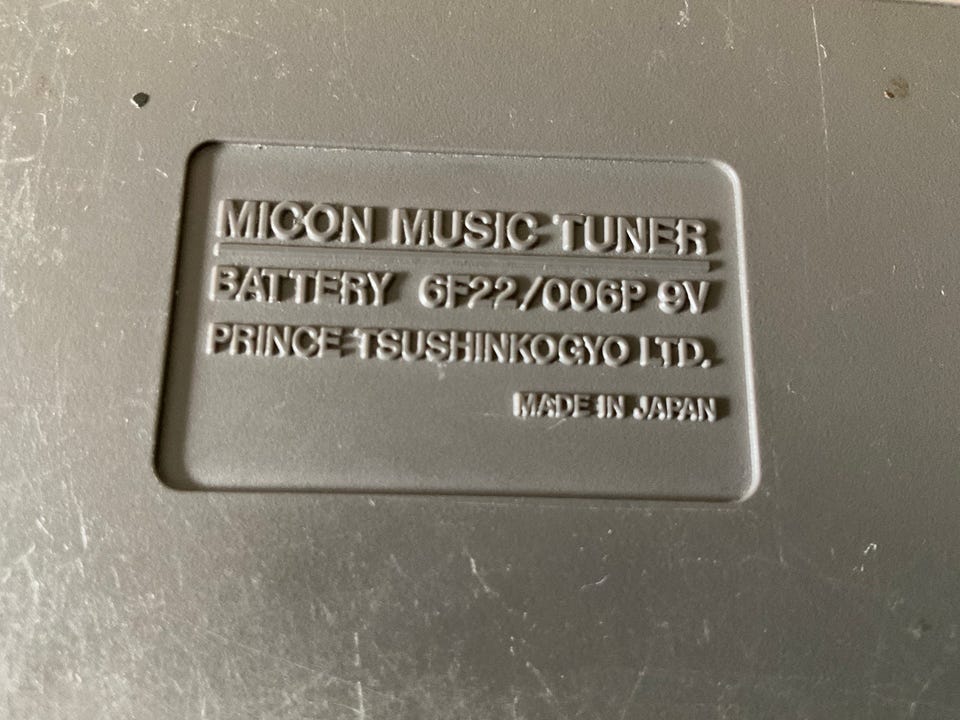 MICON MUSIC TUNER
BATTERY 6F22/006P 9V
PRINCE TSUSHINKOGYO LTD.
MADE IN JAPAN